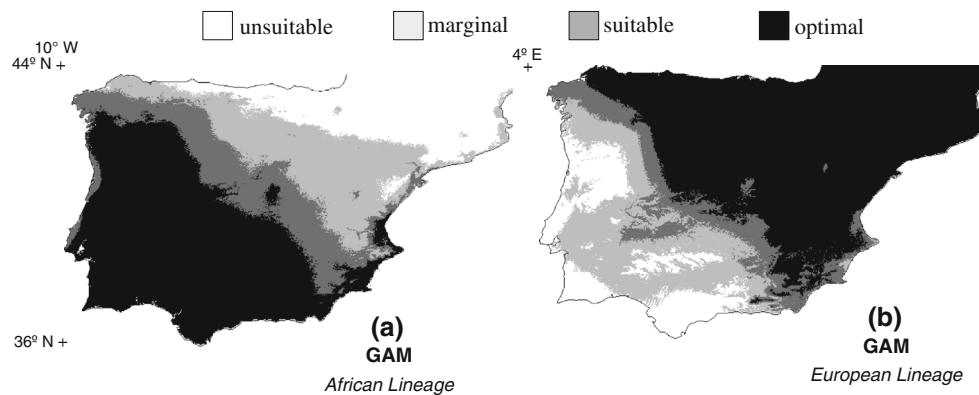 unsuitable marginal suitable optimal
10° W
44º N +
4º E
+
36º N +
(a)
GAM
African Lineage
(b)
GAM
European Lineage